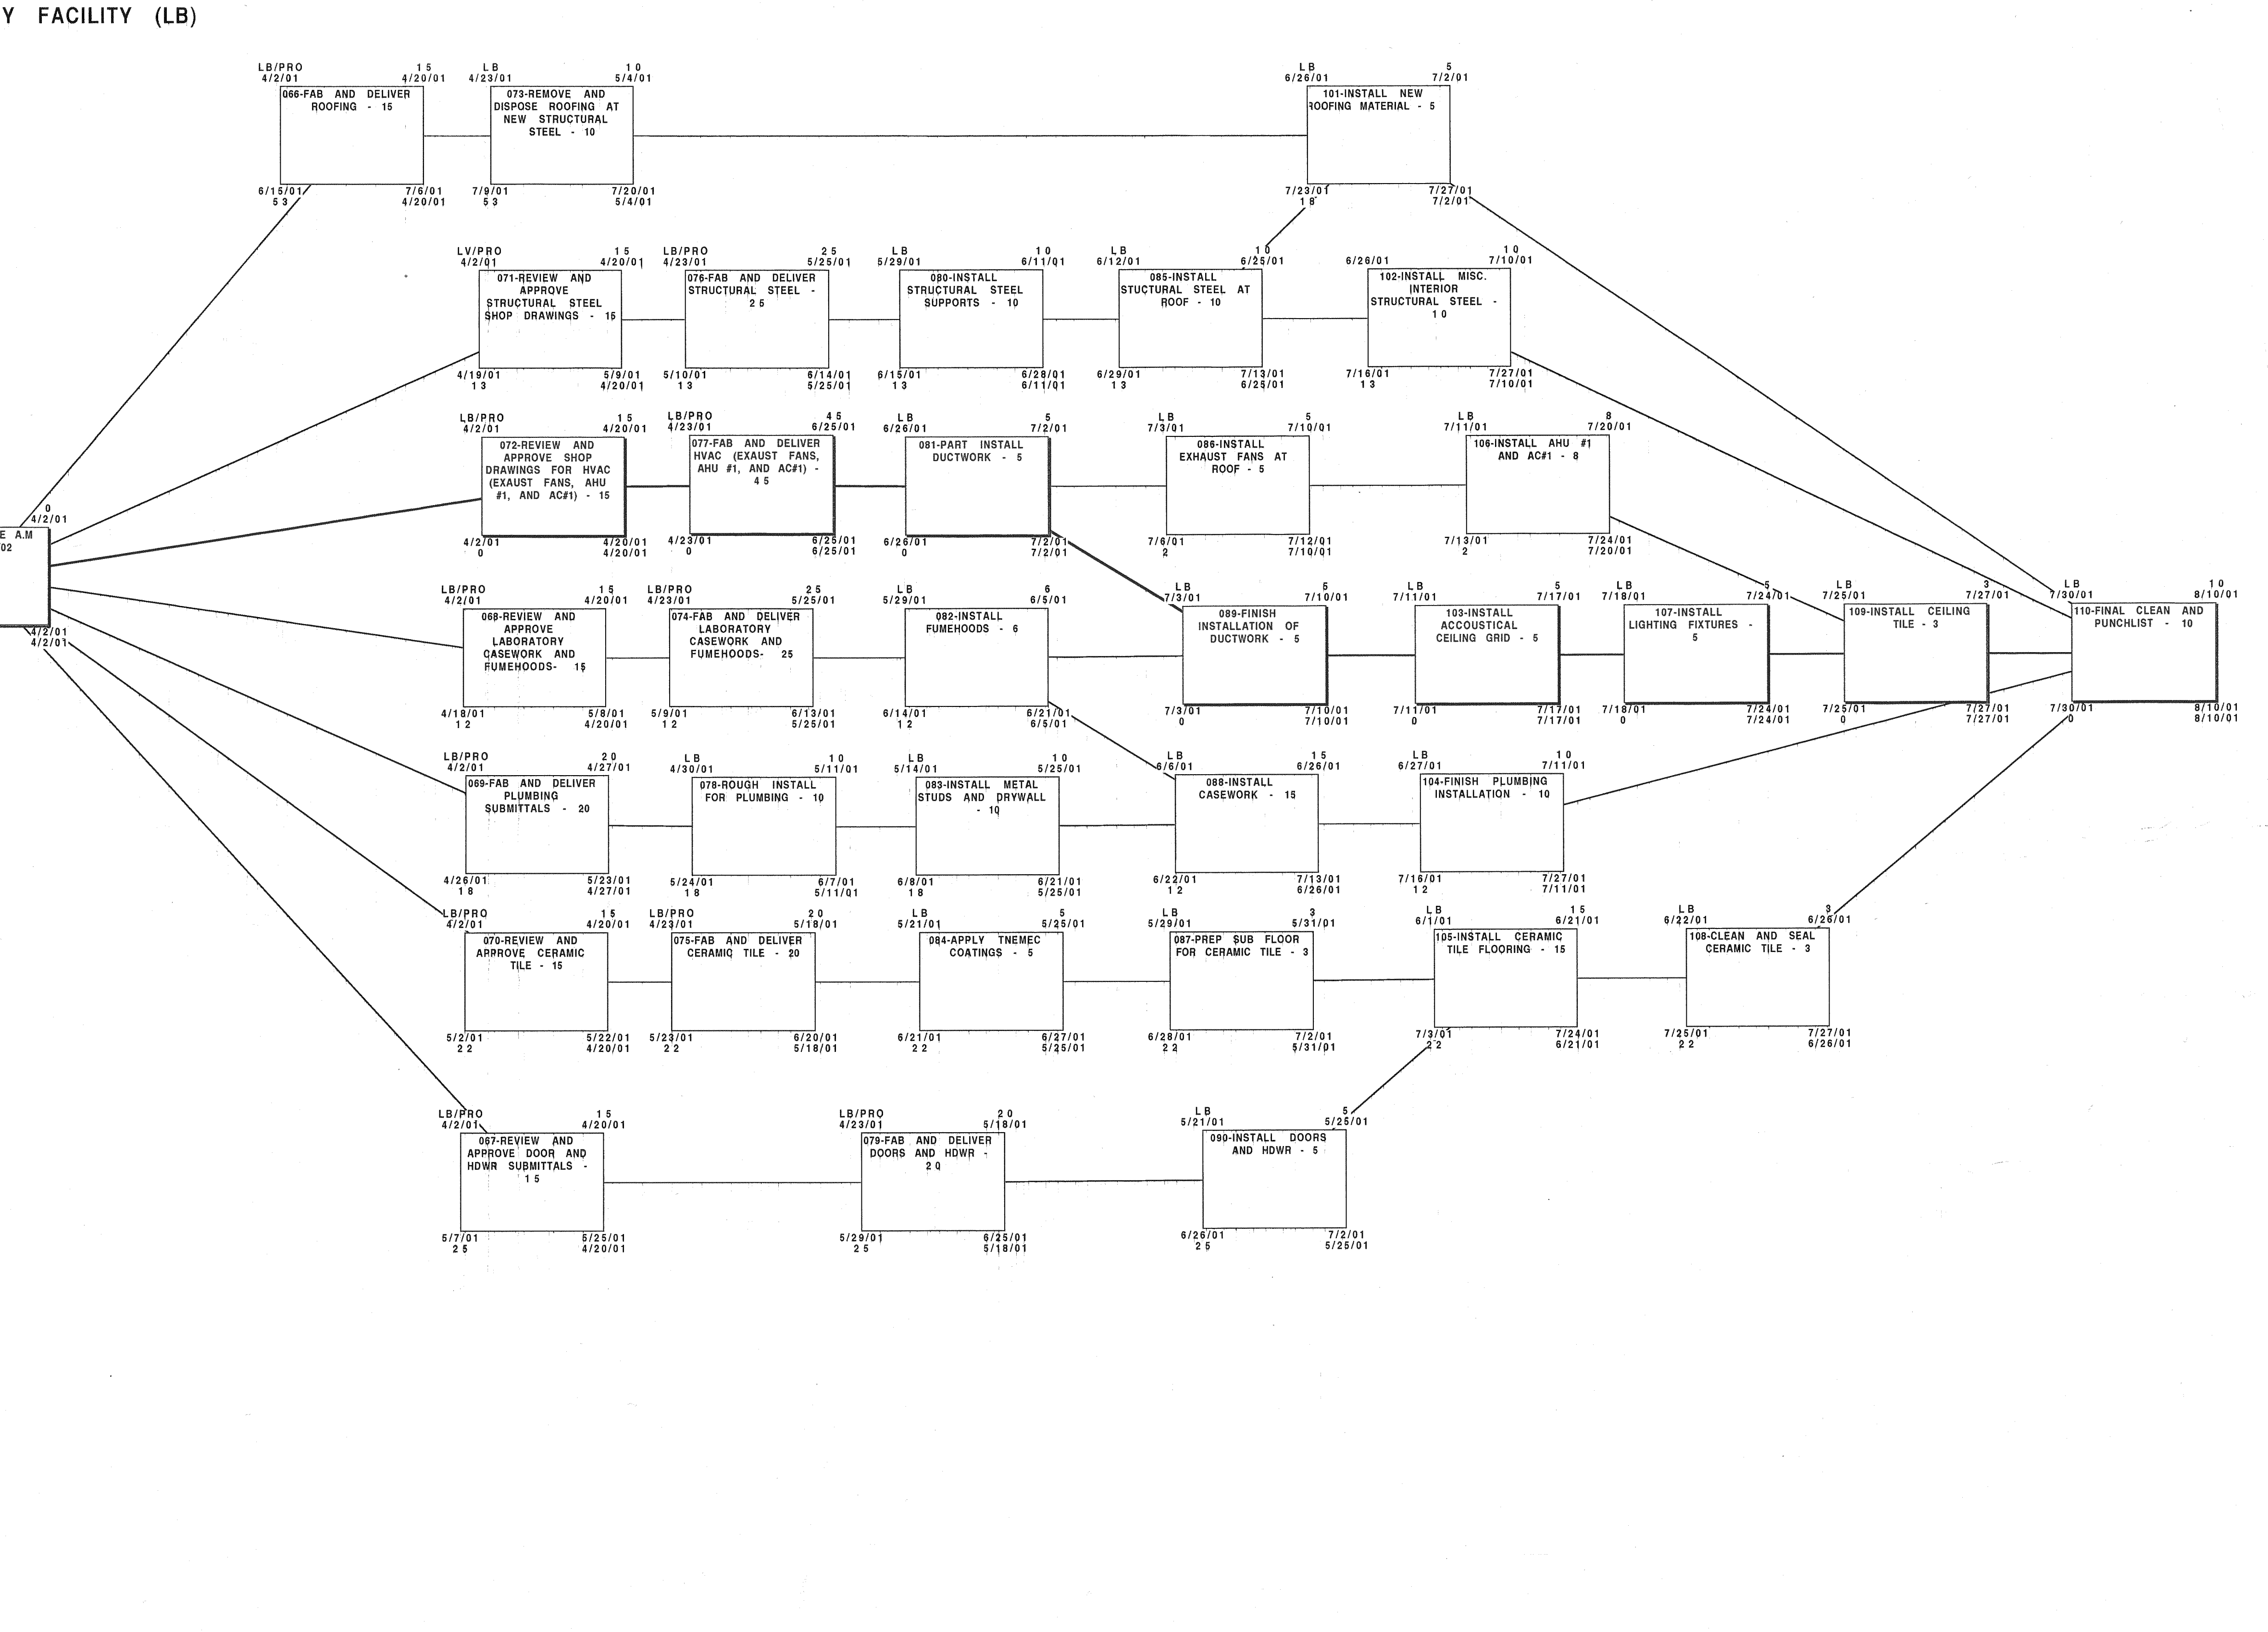 Y FACILITY (LB)
LB/PRO 15
4/2/01 4/20/01
066-FAB AND DELIVER
ROOFING - 15
6/15/01 7/6/01
53 4/20/01
LB 10
4/23/01 5/4/01
073-REMOVE AND
DISPOSE ROOFING AT
NEW STRUCTURAL
STEEL - 10
7/9/01 7/20/01
53 5/4/01
LB 5
6/26/01 7/2/01
101-INSTALL NEW
ROOFING MATERIAL - 5
7/23/01 7/27/01
18 7/2/01
LV/PRO 15
4/2/01 4/20/01
071-REVIEW AND
APPROVE
STRUCTURAL STEEL
SHOP DRAWINGS - 15
4/19/01 5/9/01
13 4/20/01
LB/PRO 25
4/23/01 5/25/01
076-FAB AND DELIVER
STRUCTURAL STEEL -
25
5/10/01 6/14/01
13 5/25/01
LB 10
5/29/01 6/11/01
080-INSTALL
STRUCTURAL STEEL
SUPPORTS - 10
6/15/01 6/28/01
13 6/11/01
LB 10
6/12/01 6/25/01
085-INSTALL
STUCTURAL STEEL AT
ROOF - 10
6/29/01 7/13/01
13 6/25/01
10
6/26/01 7/10/01
102-INSTALL MISC.
INTERIOR
STRUCTURAL STEEL -
10
7/16/01 7/27/01
13 7/10/01
LB/PRO 15
4/2/01 4/20/01
072-REVIEW AND
APPROVE SHOP
DRAWINGS FOR HVAC
(EXAUST FANS, AHU
#1, AND AC#1) - 15
4/2/01 4/20/01
0 4/20/01
LB/PRO 45
4/23/01 6/25/01
077-FAB AND DELIVER
HVAC (EXAUST FANS,
AHU #1, AND AC#1) -
45
4/23/01 6/25/01
0 6/25/01
LB 5
6/26/01 7/2/01
081-PART INSTALL
DUCTWORK - 5
6/26/01 7/2/01
0 7/2/01
LB 5
7/3/01 7/10/01
086-INSTALL
EXHAUST FANS AT
ROOF - 5
7/6/01 7/12/01
2 7/10/01
LB 8
7/11/01 7/20/01
106-INSTALL AHU #1
AND AC#1 - 8
7/13/01 7/24/01
2 7/20/01
0
4/2/01
E A.M
02
4/2/01
4/2/01
LB/PRO 15
4/2/01 4/20/01
068-REVIEW AND
APPROVE
LABORATORY
CASEWORK AND
FUMEHOODS- 15
4/18/01 5/8/01
12 4/20/01
LB/PRO 25
4/23/01 5/25/01
074-FAB AND DELIVER
LABORATORY
CASEWORK AND
FUMEHOODS- 25
5/9/01 6/13/01
12 5/25/01
LB 6
5/29/01 6/5/01
082-INSTALL
FUMEHOODS - 6
6/14/01 6/21/01
12 6/5/01
LB 5
7/3/01 7/10/01
089-FINISH
INSTALLATION OF
DUCTWORK - 5
7/3/01 7/10/01
0 7/10/01
LB 5
7/11/01 7/17/01
103-INSTALL
ACCOUSTICAL
CEILING GRID - 5
7/11/01 7/17/01
0 7/17/01
LB 5
7/18/01 7/24/01
107-INSTALL
LIGHTING FIXTURES -
5
7/18/01 7/24/01
0 7/24/01
LB 3
7/25/01 7/27/01
109-INSTALL CEILING
TILE - 3
7/25/01 7/27/01
0 7/27/01
LB 10
7/30/01 8/10/01
110-FINAL CLEAN AND
PUNCHLIST - 10
7/30/01 8/10/01
0 8/10/01
LB/PRO 20
4/2/01 4/27/01
069-FAB AND DELIVER
PLUMBING
SUBMITTALS - 20
4/26/01 5/23/01
18 4/27/01
LB 10
4/30/01 5/11/01
078-ROUGH INSTALL
FOR PLUMBING - 10
5/24/01 6/7/01
18 5/11/01
LB 10
5/14/01 5/25/01
083-INSTALL METAL
STUDS AND DRYWALL
- 10
6/8/01 6/21/01
18 5/25/01
LB 15
6/6/01 6/26/01
088-INSTALL
CASEWORK - 15
6/22/01 7/13/01
12 6/26/01
LB 10
6/27/01 7/11/01
104-FINISH PLUMBING
INSTALLATION - 10
7/16/01 7/27/01
12 7/11/01
LB/PRO 15
4/2/01 4/20/01
070-REVIEW AND
APPROVE CERAMIC
TILE - 15
5/2/01 5/22/01
22 4/20/01
LB/PRO 20
4/23/01 5/18/01
075-FAB AND DELIVER
CERAMIC TILE - 20
5/23/01 6/20/01
22 5/18/01
LB 5
5/21/01 5/25/01
084-APPLY TNEMEC
COATINGS - 5
6/21/01 6/27/01
22 5/25/01
LB 3
5/29/01 5/31/01
087-PREP SUB FLOOR
FOR CERAMIC TILE - 3
6/28/01 7/2/01
22 5/31/01
LB 15
6/1/01 6/21/01
105-INSTALL CERAMIC
TILE FLOORING - 15
7/3/01 7/24/01
22 6/21/01
LB 3
6/22/01 6/26/01
108-CLEAN AND SEAL
CERAMIC TILE - 3
7/25/01 7/27/01
22 6/26/01
LB/PRO 15
4/2/01 4/20/01
067-REVIEW AND
APPROVE DOOR AND
HDWR SUBMITTALS -
15
5/7/01 5/25/01
25 4/20/01
LB/PRO 20
4/23/01 5/18/01
079-FAB AND DELIVER
DOORS AND HDWR -
20
5/29/01 6/25/01
25 5/18/01
LB 5
5/21/01 5/25/01
090-INSTALL DOORS
AND HDWR - 5
6/26/01 7/2/01
25 5/25/01